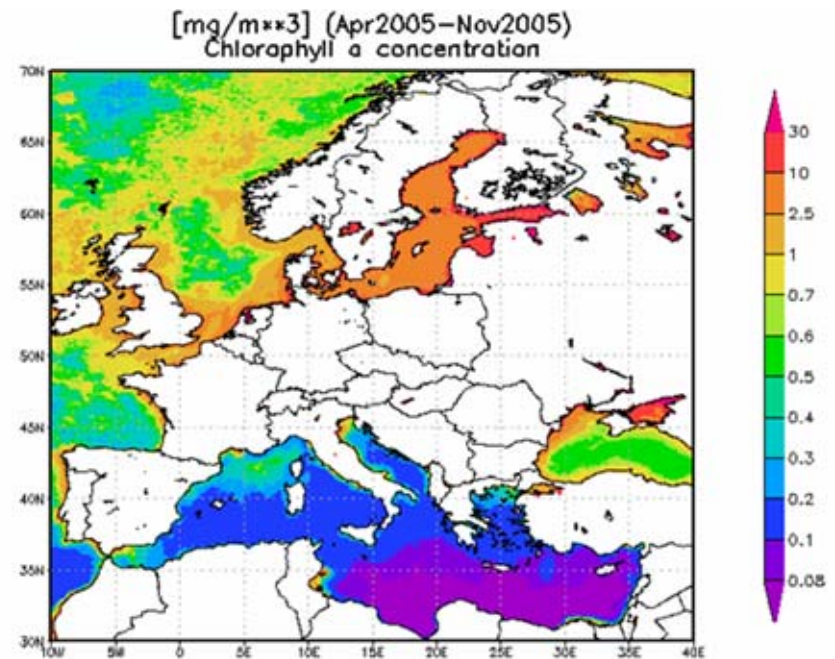 [mg/m**3] (Apr2005-Nov2005)
Chlorophyll a concentration
70N
65N
60N
55N
50N
45N
40N
35N
30N
10W 5W 0 5E 10E 15E 20E 25E 30E 35E 40E
30
10
2.5
1
0.7
0.6
0.5
0.4
0.3
0.2
0.1
0.08